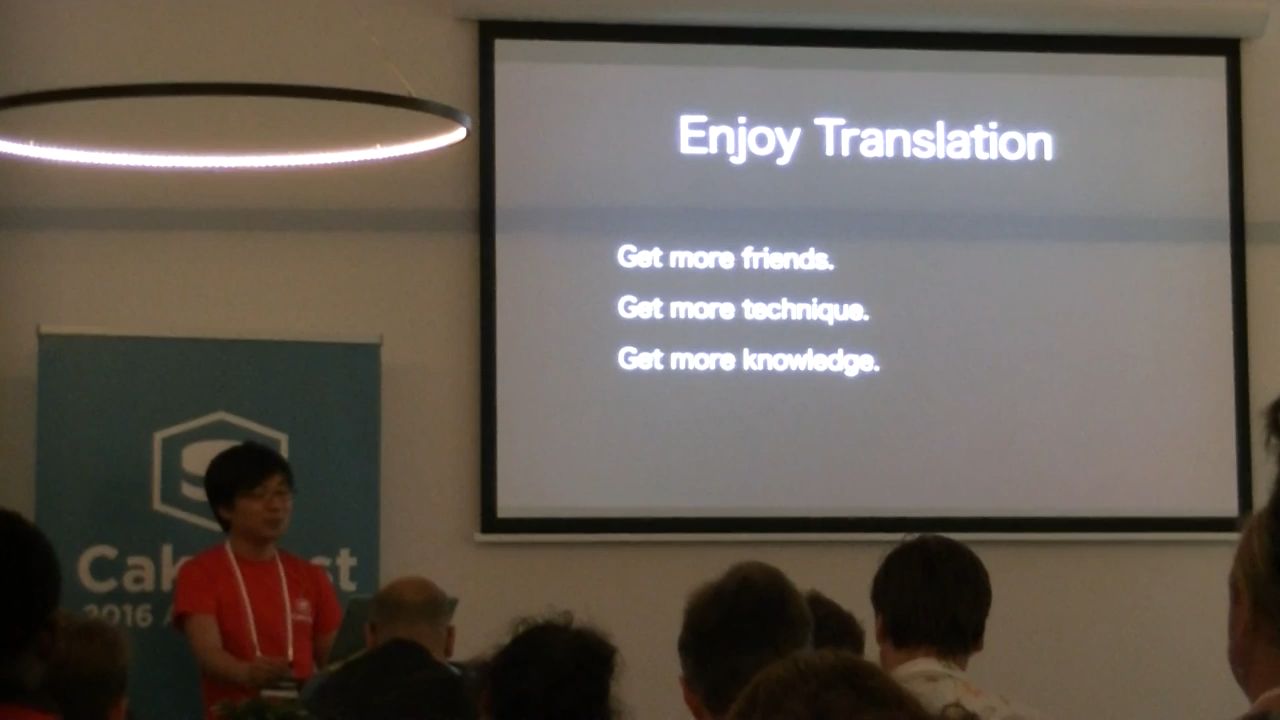 Enjoy Translation
Get more friends.
Get more technique.
Get more knowledge.
2016